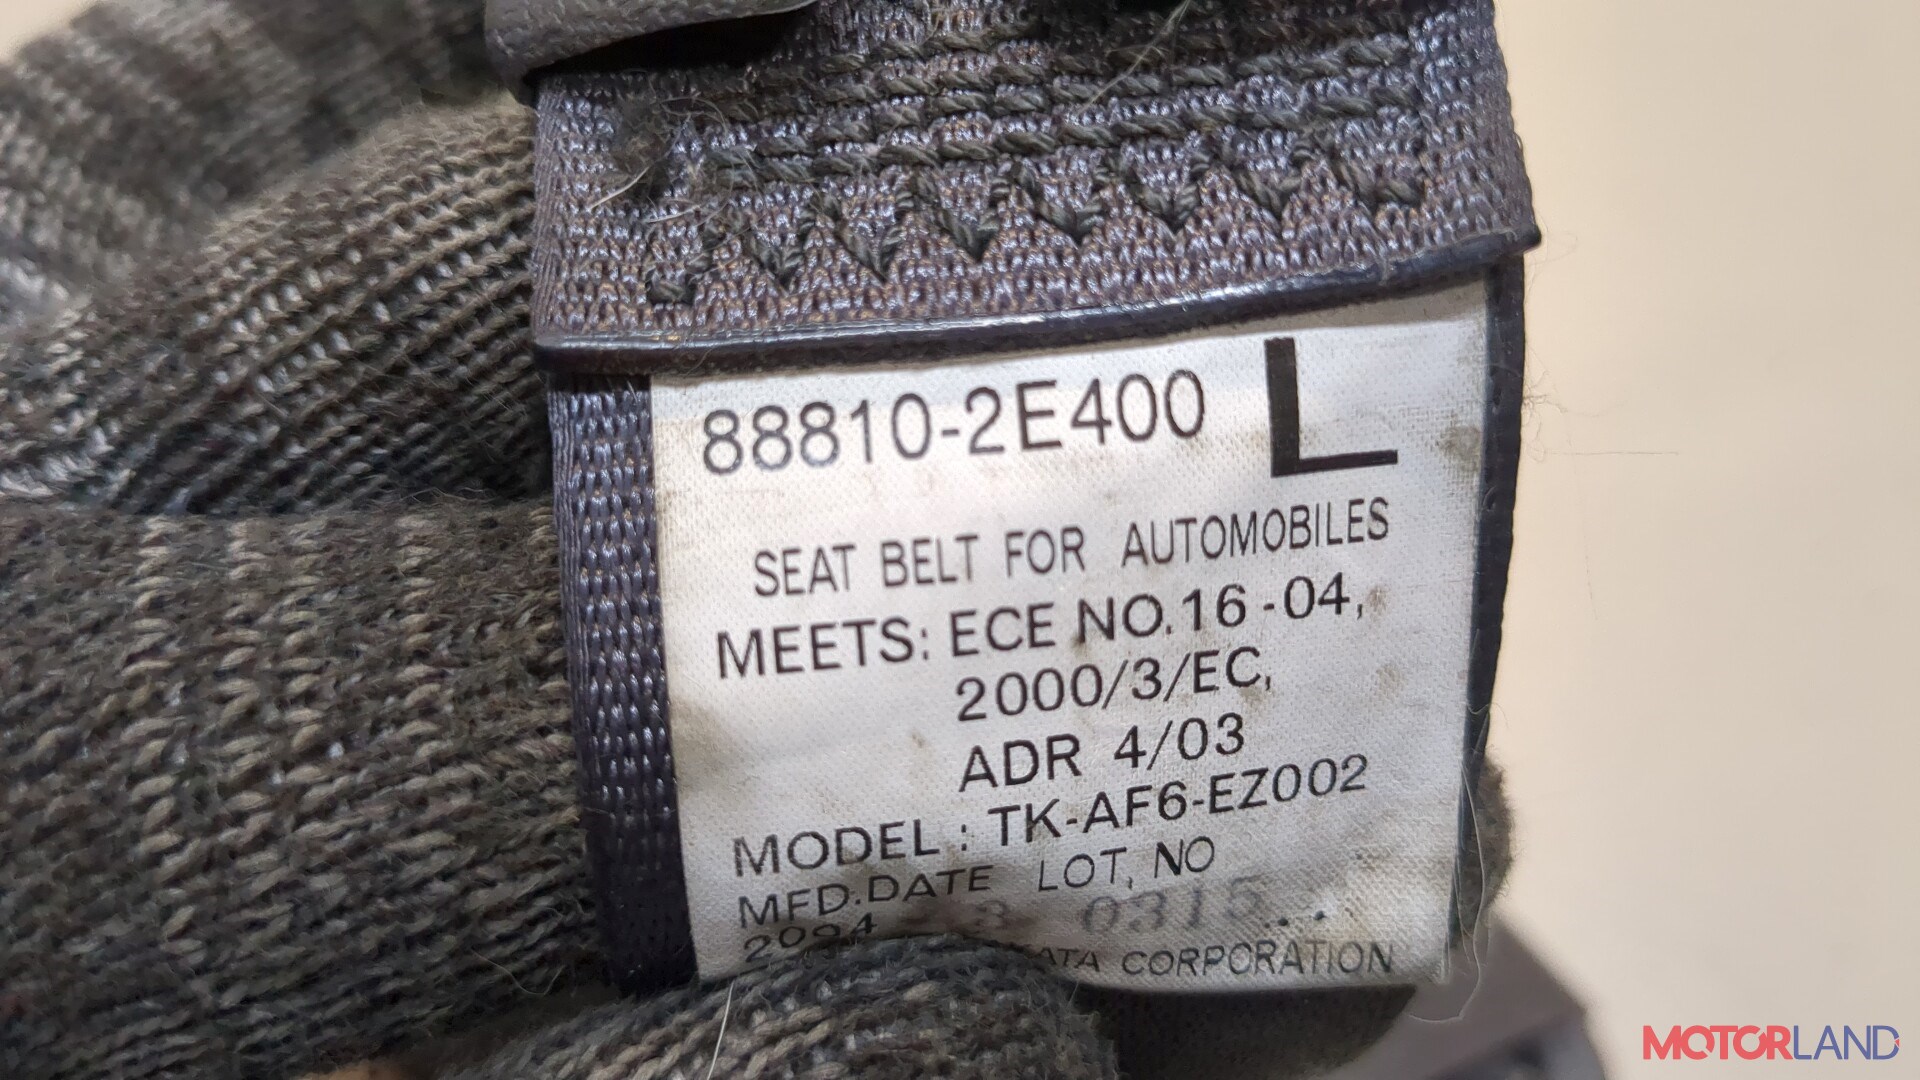 88810-2E400 L
SEAT BELT FOR AUTOMOBILES
MEETS: ECE NO.16-04,
2000/3/EC,
ADR 4/03
MODEL: TK-AF6-EZ002
MFD.DATE LOT, NO
0315
CORPORATION
MOTORLAND